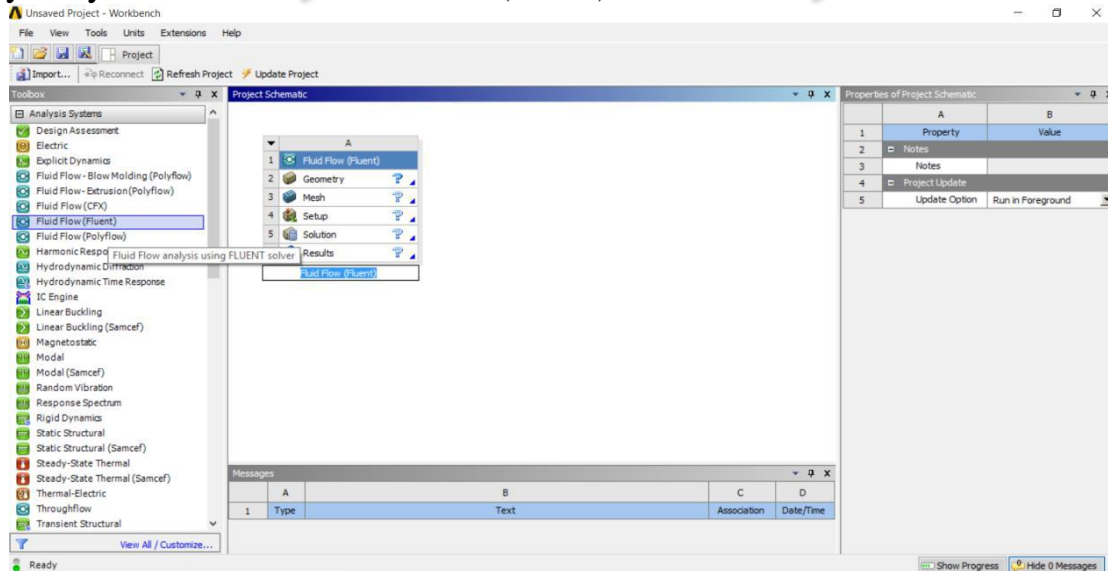 Unsaved Project - Workbench
File View Tools Units Extensions Help
Project
Import... Reconnect Refresh Project Update Project
Toolbox
Analysis Systems
Design Assessment
Electric
Explicit Dynamics
Fluid Flow - Blow Molding (Polyflow)
Fluid Flow - Extrusion (Polyflow)
Fluid Flow (CFX)
Fluid Flow (Fluent)
Fluid Flow (Polyflow)
Harmonic Respo
Fluid Flow analysis using FLUENT solver
Hydrodynamic Diffraction
Hydrodynamic Time Response
IC Engine
Linear Buckling
Linear Buckling (Samcef)
Magnetostatic
Modal
Modal (Samcef)
Random Vibration
Response Spectrum
Rigid Dynamics
Static Structural
Static Structural (Samcef)
Steady-State Thermal
Steady-State Thermal (Samcef)
Thermal-Electric
Throughflow
Transient Structural
View All / Customize...
Project Schematic
A
1 Fluid Flow (Fluent)
2 Geometry ?
3 Mesh ?
4 Setup ?
5 Solution ?
Results ?
Fluid Flow (Fluent)
Messages
A B C D
1 Type Text Association Date/Time
Properties of Project Schematic
A B
1 Property Value
2 Notes
3 Notes
4 Project Update
5 Update Option Run in Foreground
Ready
Show Progress Hide 0 Messages